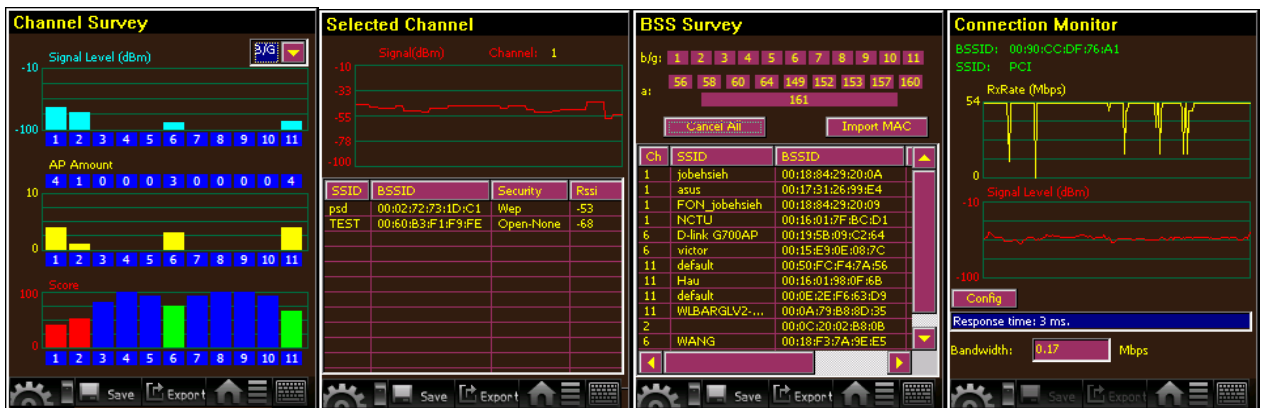 Channel Survey
Signal Level (dBm)
B/G
-10
-100
1 2 3 4 5 6 7 8 9 10 11
AP Amount
4 1 0 0 0 3 0 0 0 0 4
10
0
1 2 3 4 5 6 7 8 9 10 11
Score
100
0
1 2 3 4 5 6 7 8 9 10 11
Save Export
Selected Channel
Signal(dBm) Channel: 1
-10
-33
-55
-78
-100
SSID BSSID Security Rssi
psd 00:02:72:73:1D:C1 Wep -53
TEST 00:60:B3:F1:F9:FE Open-None -68
Save Export
BSS Survey
b/g: 1 2 3 4 5 6 7 8 9 10 11
a: 56 58 60 64 149 152 153 157 160
161
Cancel All Import MAC
Ch SSID BSSID
1 jobehsieh 00:18:84:29:20:0A
1 asus 00:17:31:26:99:E4
1 FON_jobehsieh 00:18:84:29:20:09
1 NCTU 00:16:01:7F:BC:D1
6 D-link G700AP 00:19:5B:09:C2:64
6 victor 00:15:E9:0E:08:7C
11 default 00:50:FC:F4:7A:56
11 Hau 00:16:01:98:0F:6B
11 default 00:0E:2E:F6:63:D9
11 WLBARGLV2-... 00:0A:79:B8:8D:35
2 00:0C:20:02:B8:0B
6 WANG 00:18:F3:7A:9E:E5
Save Export
Connection Monitor
BSSID: 00:90:CC:DF:76:A1
SSID: PCI
RxRate (Mbps)
54
0
Signal Level (dBm)
-10
-100
Config
Response time: 3 ms.
Bandwidth: 0.17 Mbps
Save Export